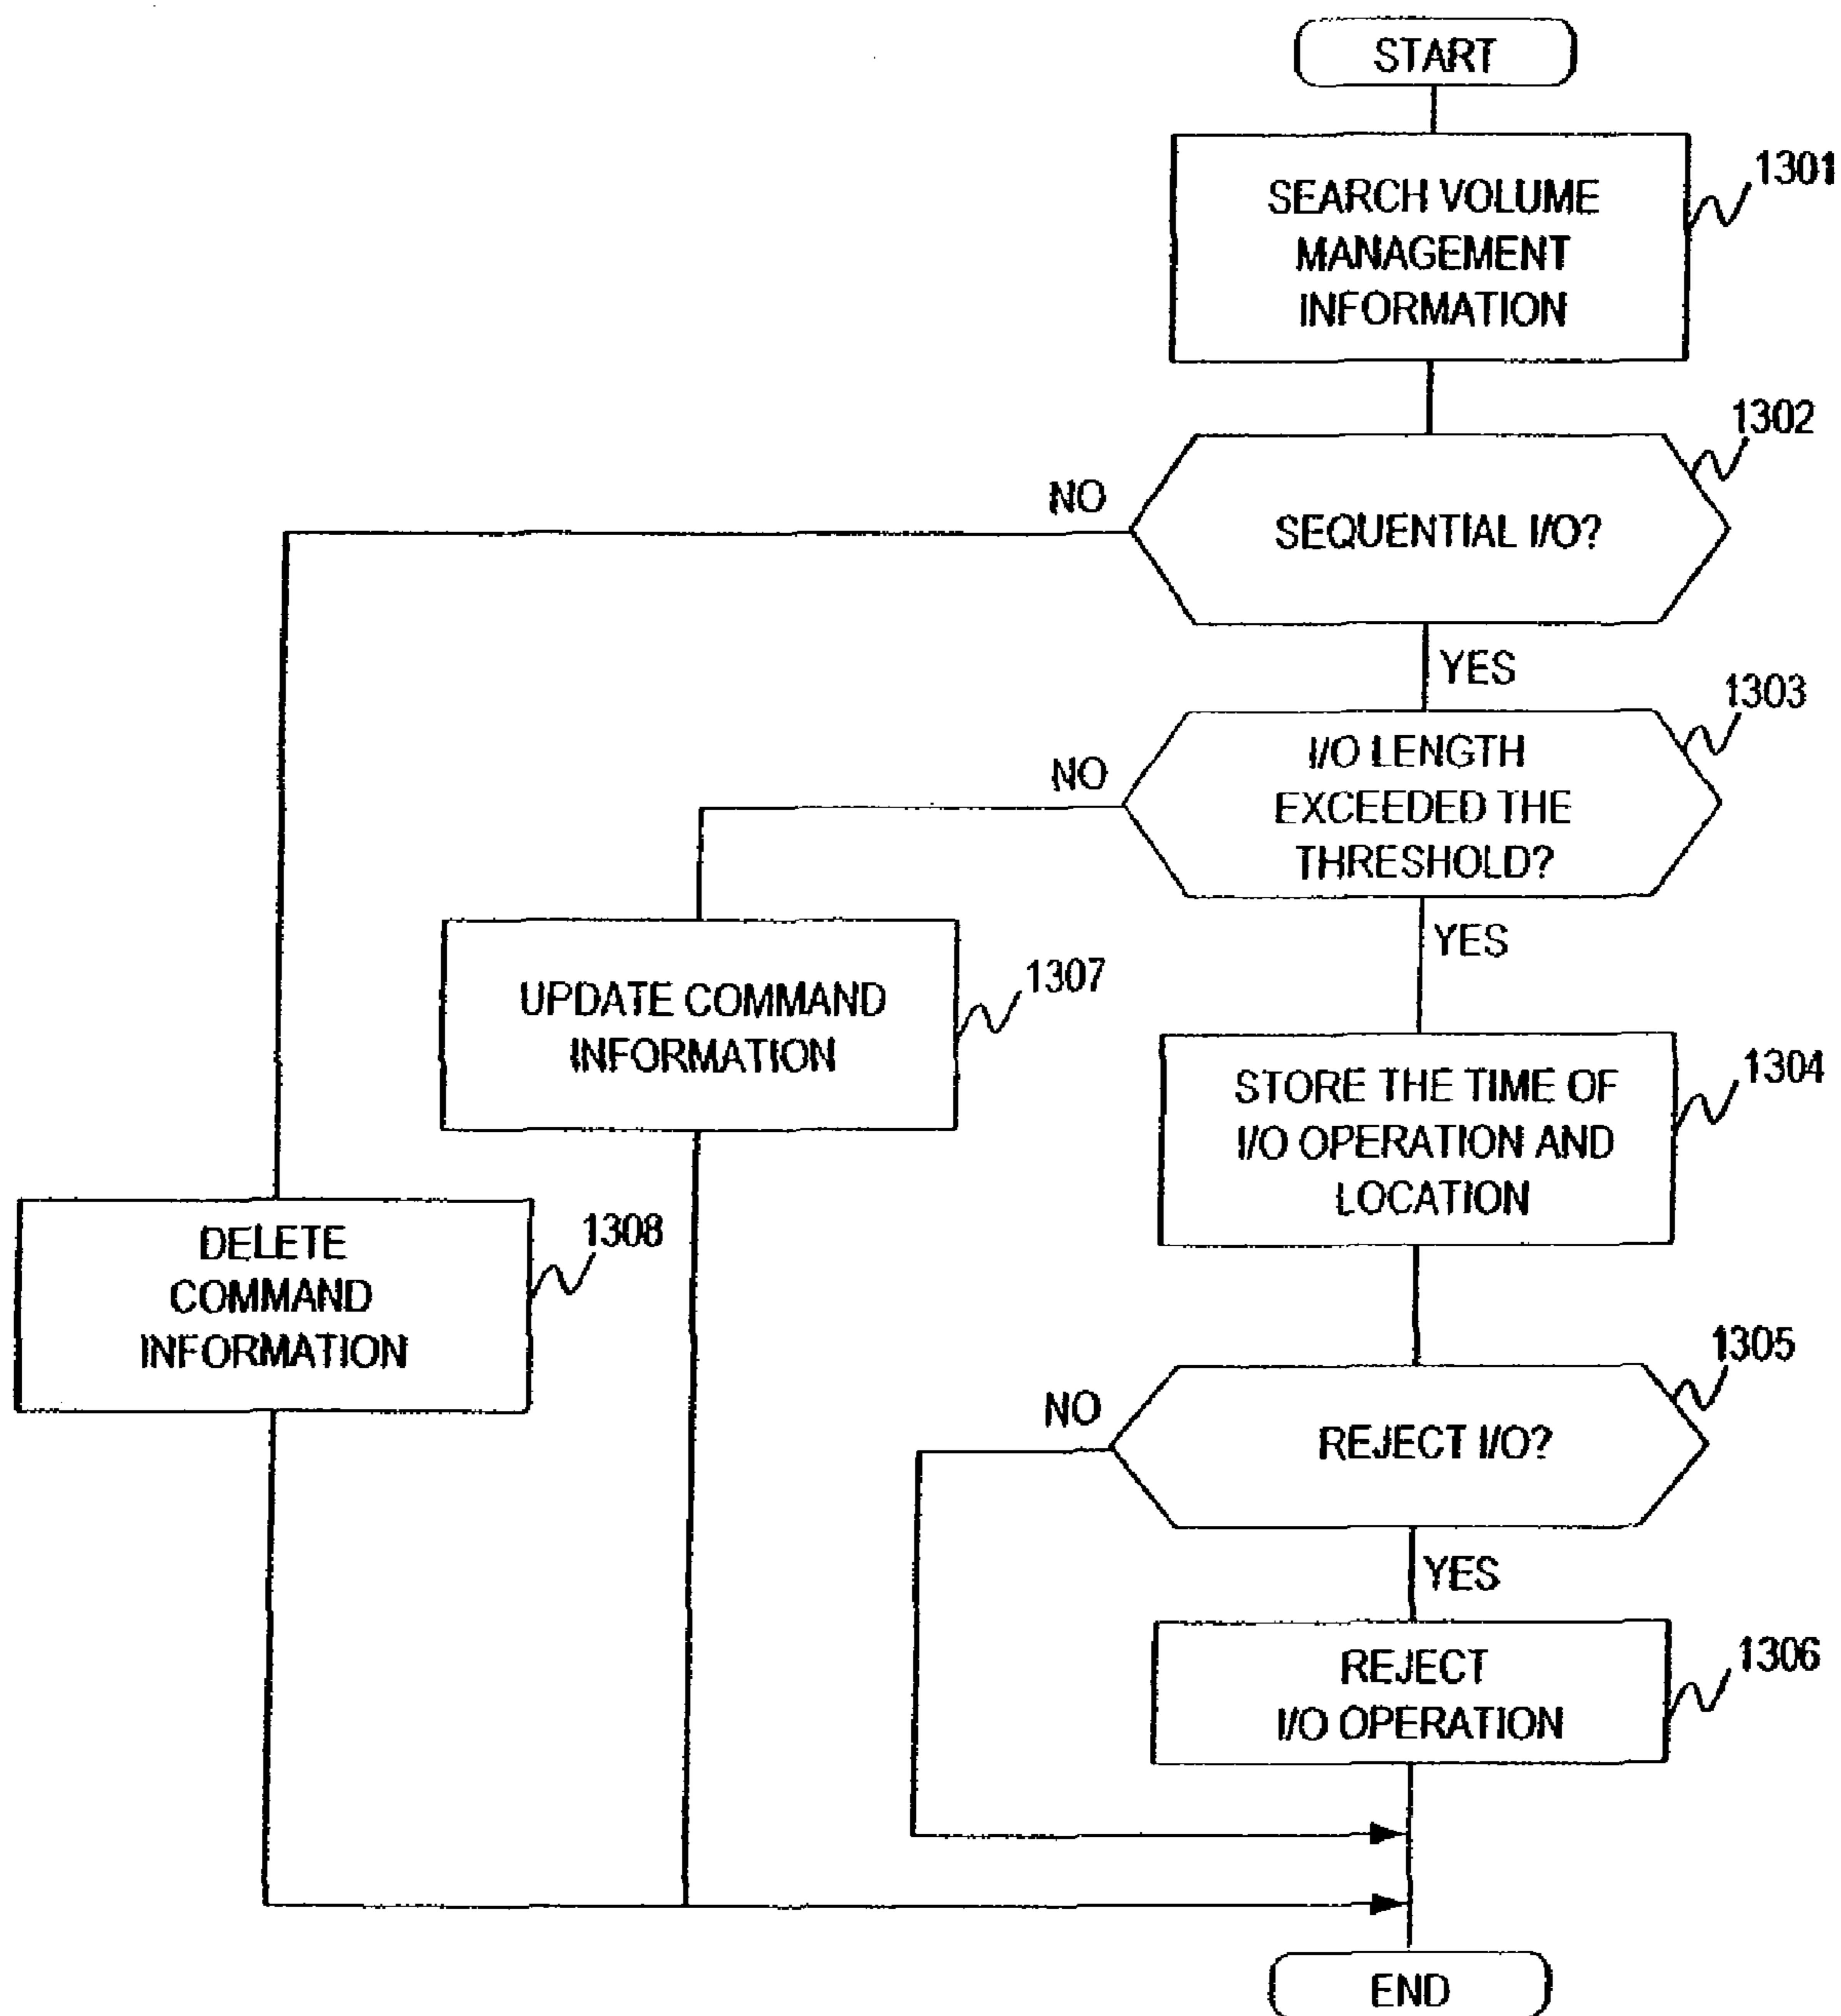 START
SEARCH VOLUME
MANAGEMENT
INFORMATION
1301
SEQUENTIAL I/O?
1302
NO
YES
I/O LENGTH
EXCEEDED THE
THRESHOLD?
1303
NO
YES
UPDATE COMMAND
INFORMATION
1307
STORE THE TIME OF
I/O OPERATION AND
LOCATION
1304
DELETE
COMMAND
INFORMATION
1308
REJECT I/O?
1305
NO
YES
REJECT
I/O OPERATION
1306
END